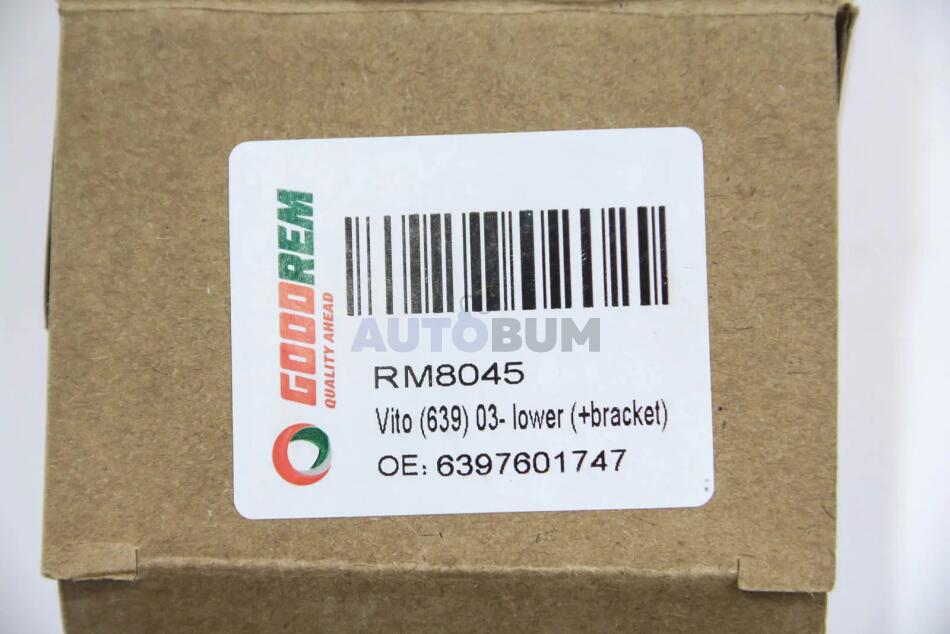 GOODREM
QUALITY AHEAD
AUTOBUM
RM8045
Vito (639) 03- lower (+bracket)
OE: 6397601747